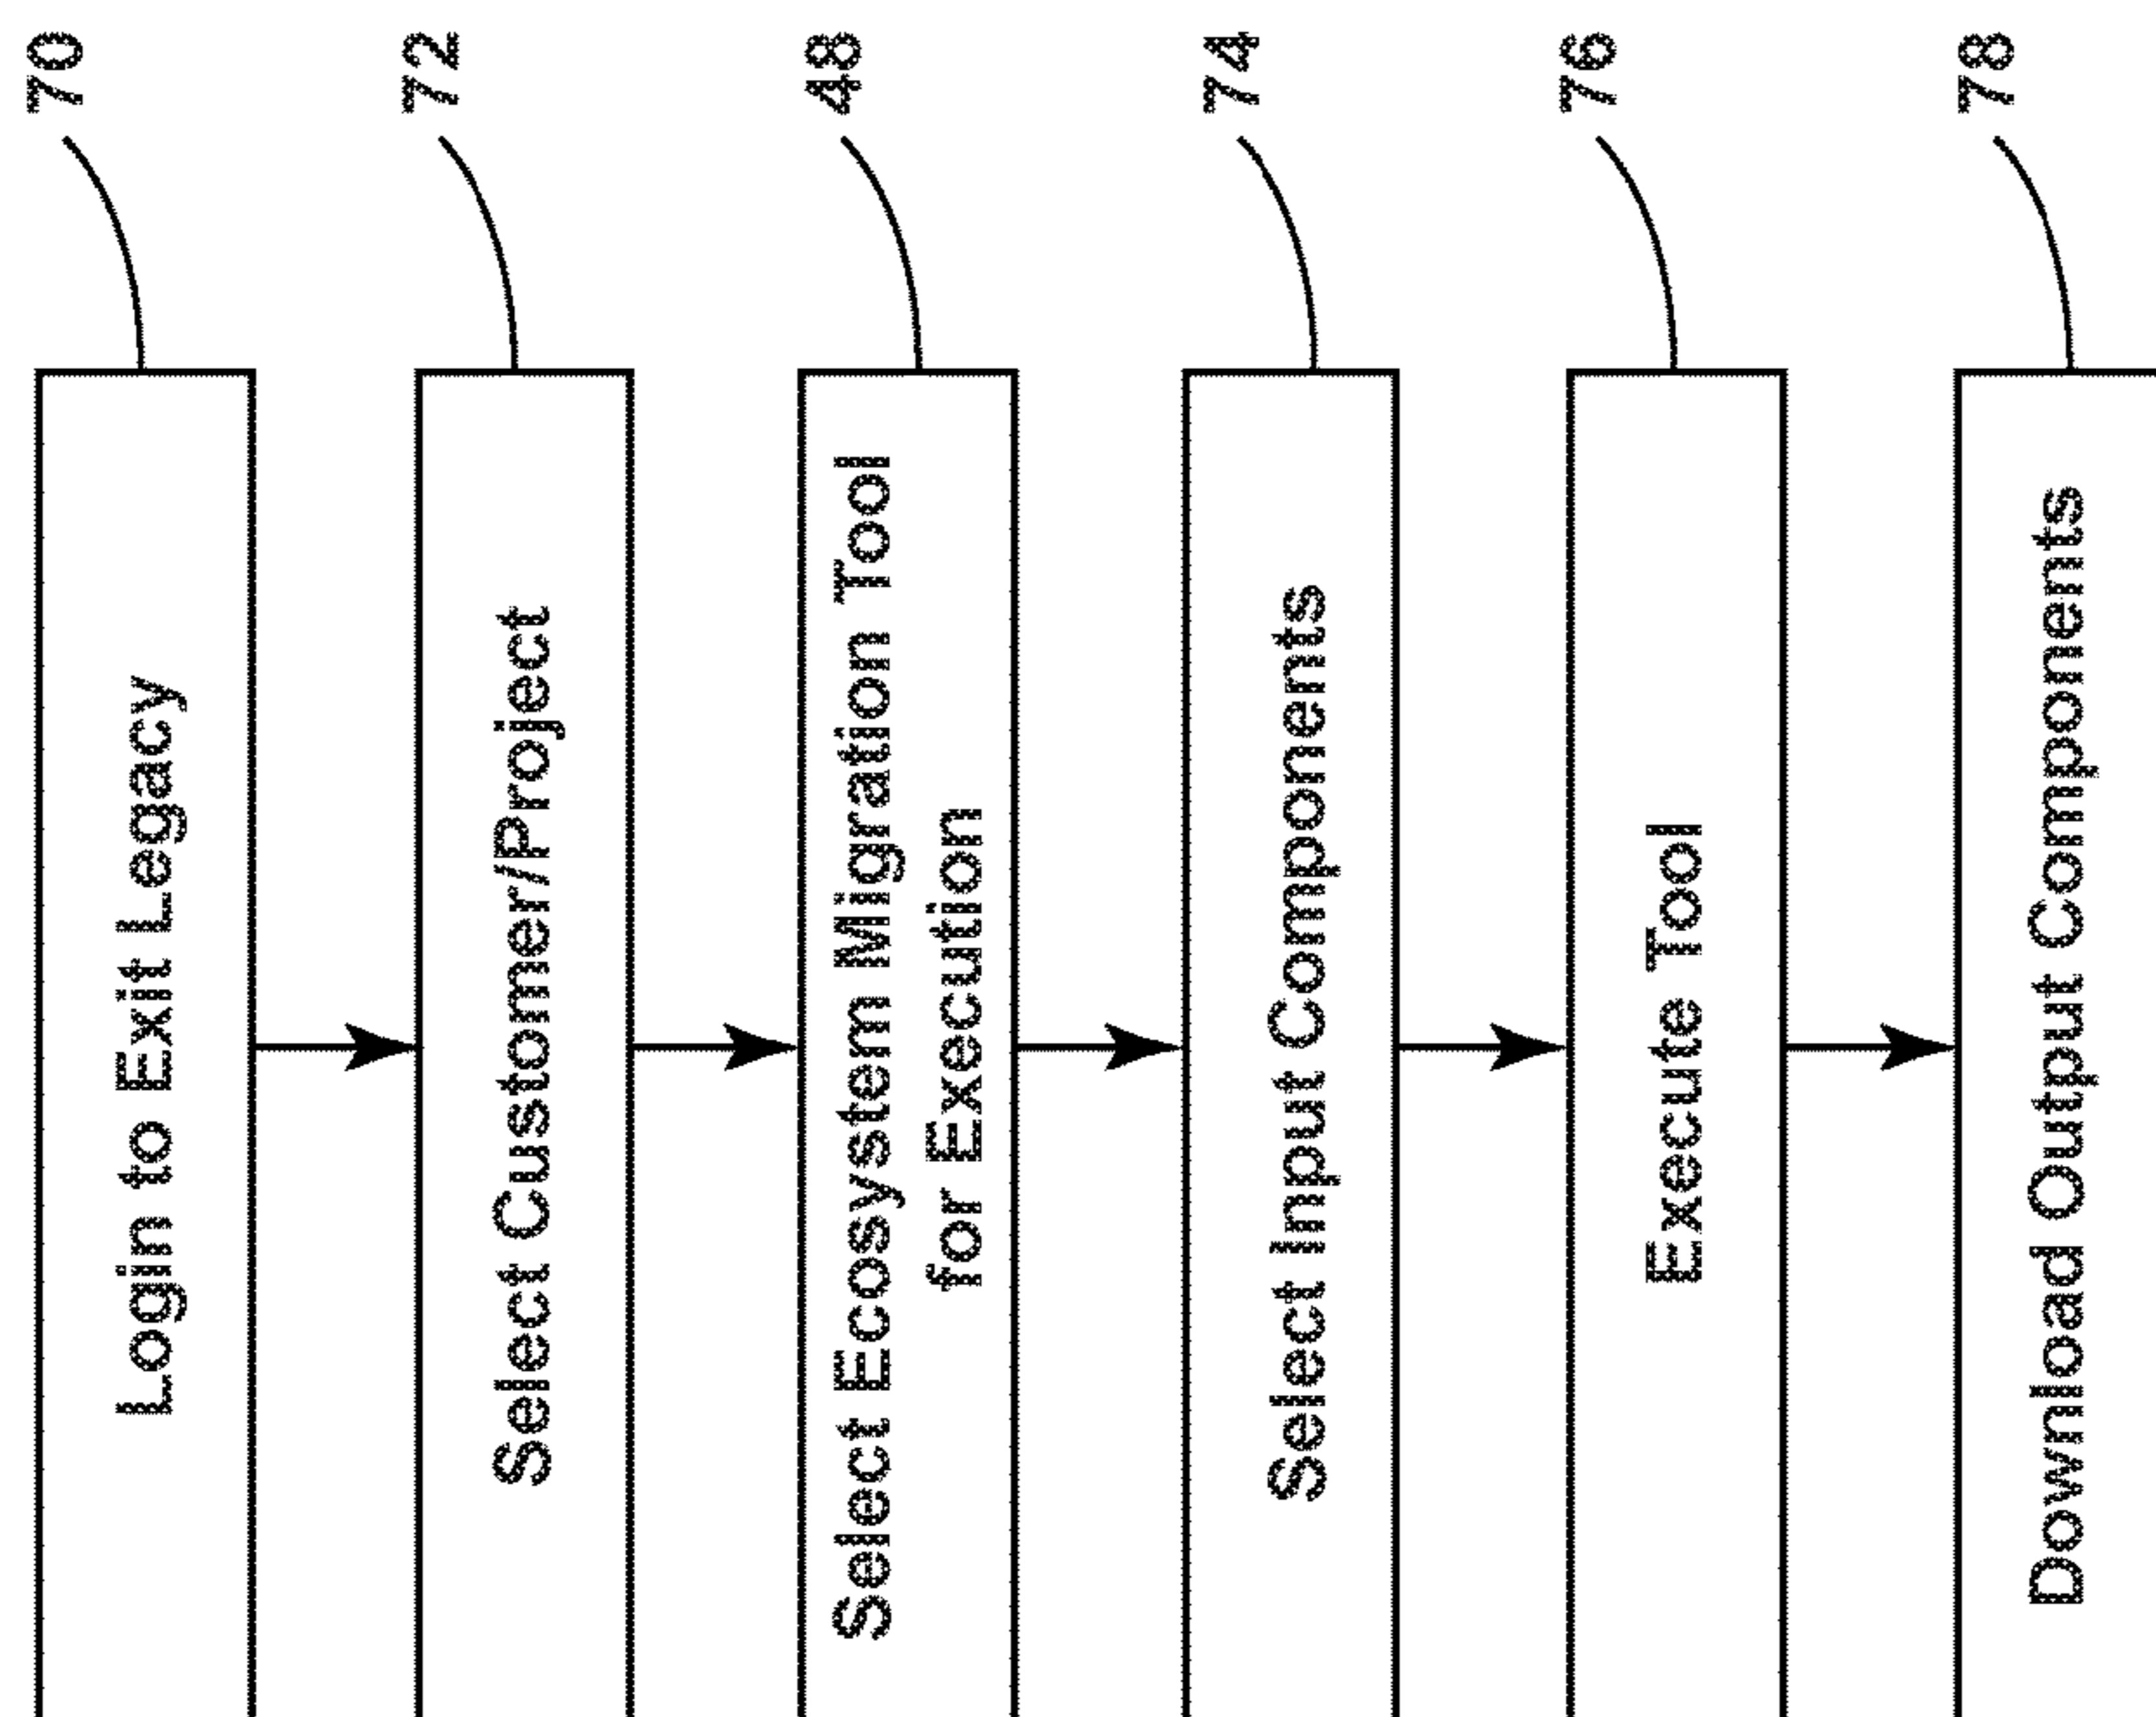 70
Login to Exit Legacy
72
Select Customer/Project
48
Select Ecosystem Migration Tool
for Execution
74
Select Input Components
76
Execute Tool
78
Download Output Components